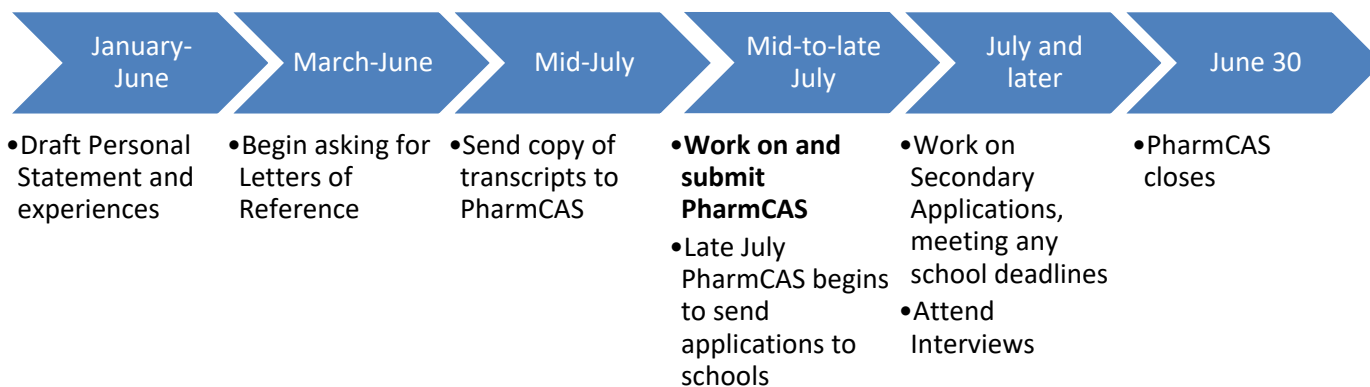 January-
June
March-June
Mid-July
Mid-to-late
July
July and
later
June 30
•Draft Personal
Statement and
experiences
•Begin asking for
Letters of
Reference
•Send copy of
transcripts to
PharmCAS
•Work on and
submit
PharmCAS
•Late July
PharmCAS begins
to send
applications to
schools
•Work on
Secondary
Applications,
meeting any
school deadlines
•Attend
Interviews
•PharmCAS
closes